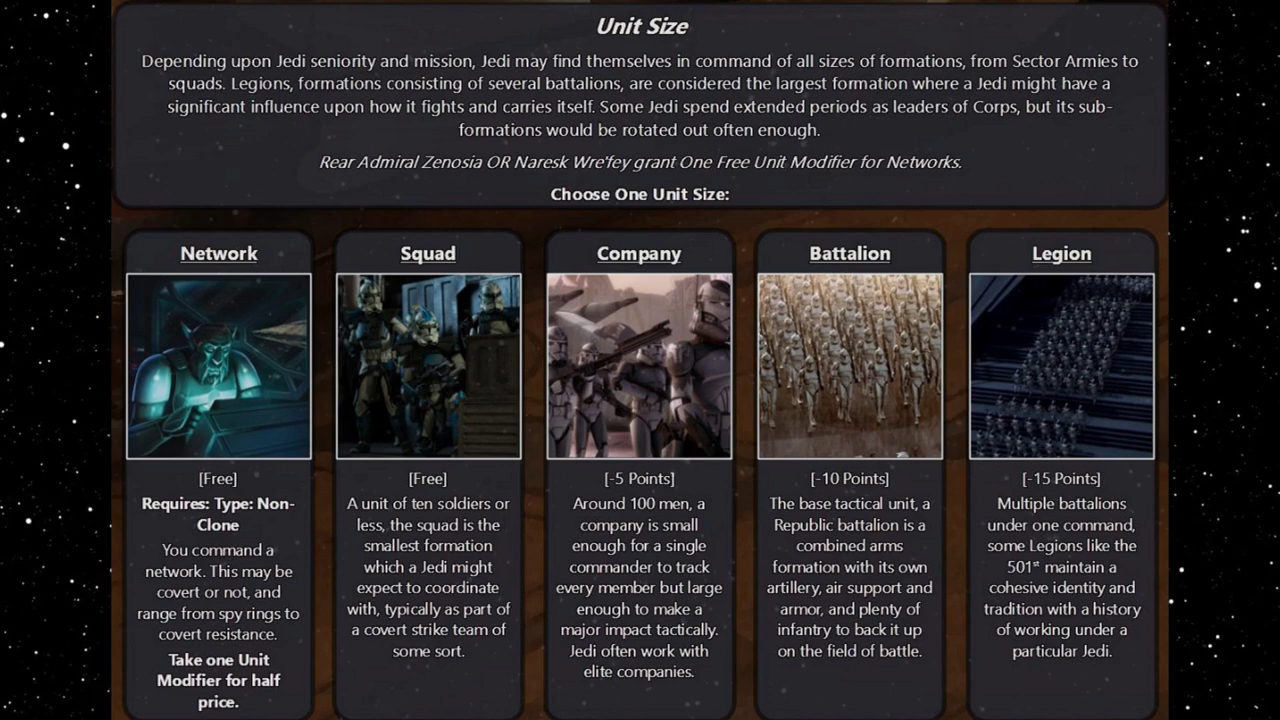 Unit Size
Depending upon Jedi seniority and mission, Jedi may find themselves in command of all sizes of formations, from Sector Armies to
squads. Legions, formations consisting of several battalions, are considered the largest formation where a Jedi might have a
significant influence upon how it fights and carries itself. Some Jedi spend extended periods as leaders of Corps, but its sub-
formations would be rotated out often enough.
Rear Admiral Zenosia OR Naresk Wre'fey grant One Free Unit Modifier for Networks.
Choose One Unit Size:
Network
[Free]
Requires: Type: Non-
Clone
You command a
network. This may be
covert or not, and
range from spy rings to
covert resistance.
Take one Unit
Modifier for half
price.
Squad
[Free]
A unit of ten soldiers or
less, the squad is the
smallest formation
which a Jedi might
expect to coordinate
with, typically as part of
a covert strike team of
some sort.
Company
[-5 Points]
Around 100 men, a
company is small
enough for a single
commander to track
every member but large
enough to make a
major impact tactically.
Jedi often work with
elite companies.
Battalion
[-10 Points]
The base tactical unit, a
Republic battalion is a
combined arms
formation with its own
artillery, air support and
armor, and plenty of
infantry to back it up
on the field of battle.
Legion
[-15 Points]
Multiple battalions
under one command,
some Legions like the
501st maintain a
cohesive identity and
tradition with a history
of working under a
particular Jedi.